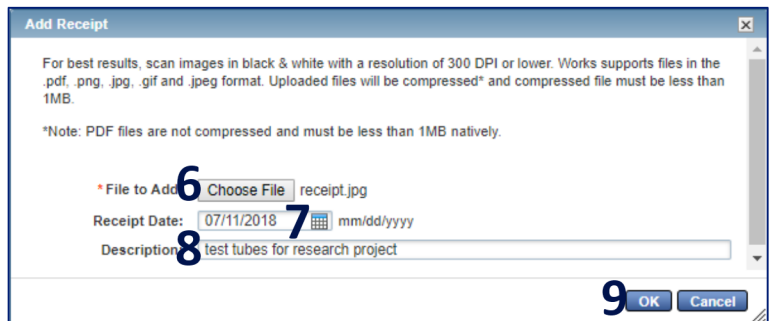 Add Receipt
For best results, scan images in black & white with a resolution of 300 DPI or lower. Works supports files in the
.pdf, .png, .jpg, .gif and .jpeg format. Uploaded files will be compressed* and compressed file must be less than
1MB.
*Note: PDF files are not compressed and must be less than 1MB natively.
*File to Add 6 Choose File receipt.jpg
Receipt Date: 07/11/2018 7 mm/dd/yyyy
Description 8 test tubes for research project
9 OK Cancel